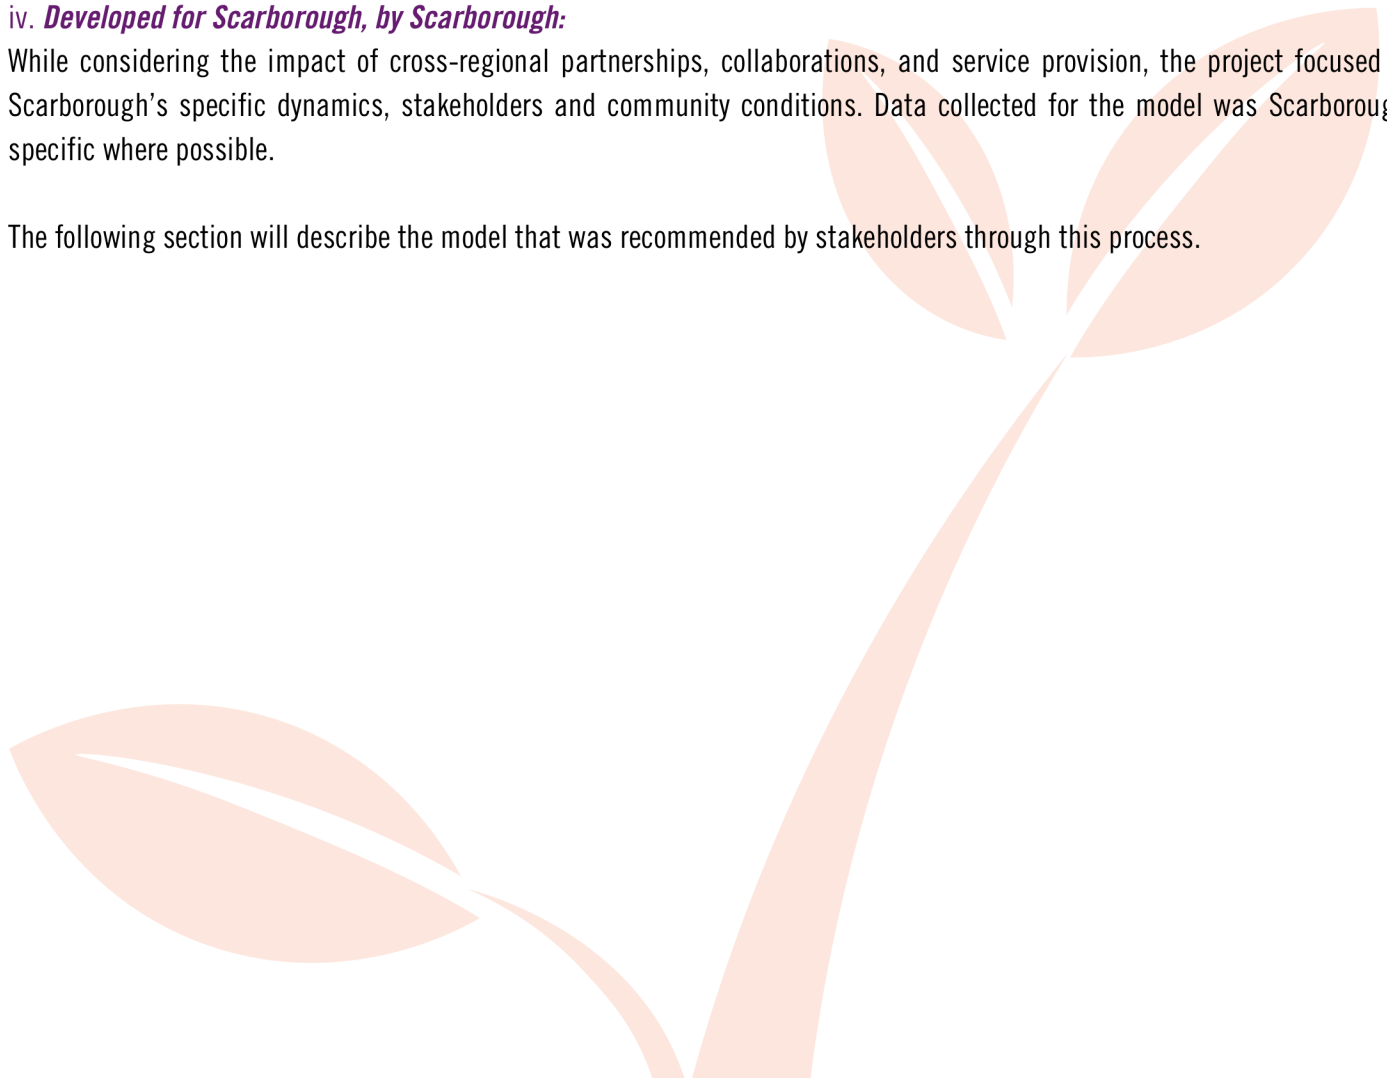 iv. Developed for Scarborough, by Scarborough:
While considering the impact of cross-regional partnerships, collaborations, and service provision, the project focused
Scarborough’s specific dynamics, stakeholders and community conditions. Data collected for the model was Scarboroug
specific where possible.
The following section will describe the model that was recommended by stakeholders through this process.